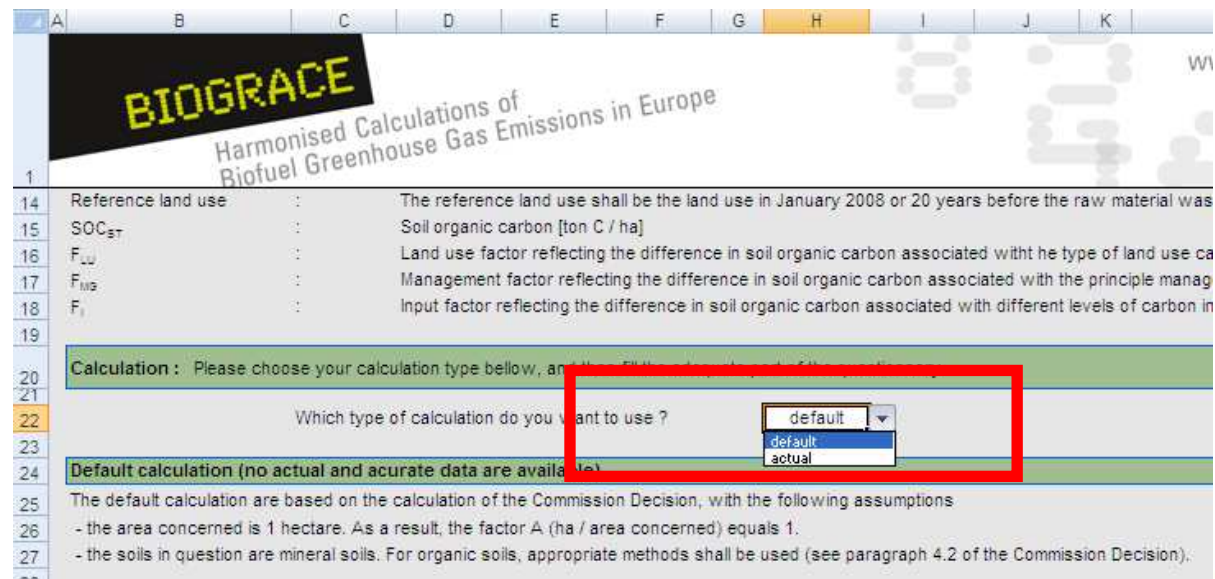 A B C D E F G H I J K
BIOGRACE
Harmonised Calculations of
Biofuel Greenhouse Gas Emissions in Europe
1
14 Reference land use : The reference land use shall be the land use in January 2008 or 20 years before the raw material was
15 SOCST : Soil organic carbon [ton C / ha]
16 FLU : Land use factor reflecting the difference in soil organic carbon associated witht he type of land use ca
17 FMG : Management factor reflecting the difference in soil organic carbon associated with the principle manag
18 FI : Input factor reflecting the difference in soil organic carbon associated with different levels of carbon in
19
20 Calculation : Please choose your calculation type bellow, and
21
22 Which type of calculation do you want to use ? default
default
23
actual
24 Default calculation (no actual and acurate data are available)
25 The default calculation are based on the calculation of the Commission Decision, with the following assumptions
26 - the area concerned is 1 hectare. As a result, the factor A (ha / area concerned) equals 1.
27 - the soils in question are mineral soils. For organic soils, appropriate methods shall be used (see paragraph 4.2 of the Commission Decision).